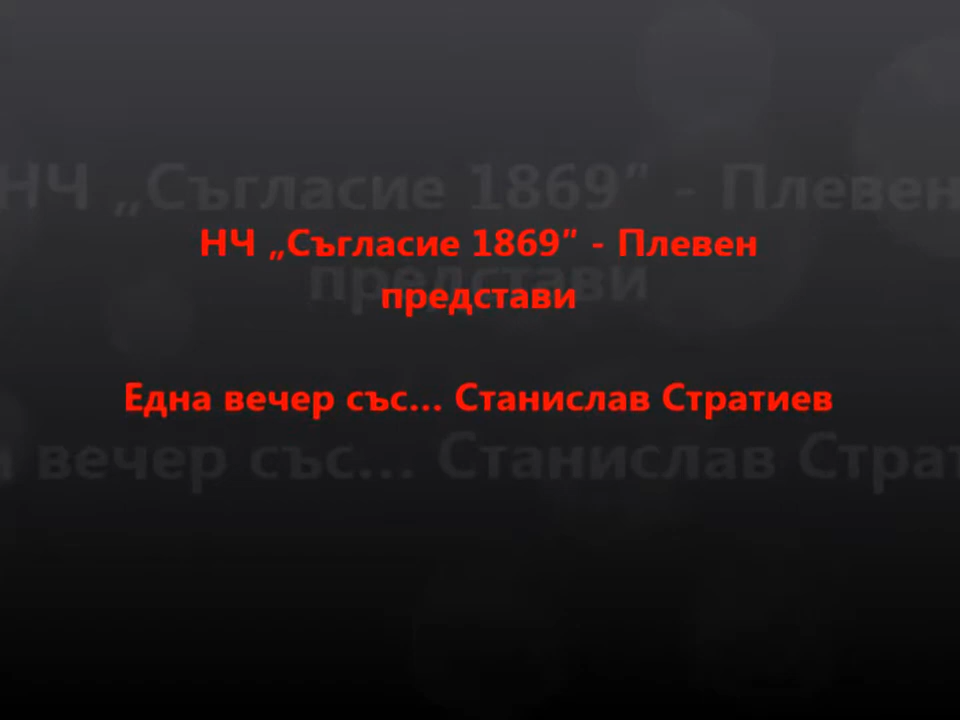 НЧ „Съгласие 1869” - Плевен
представи
Една вечер със... Станислав Стратиев